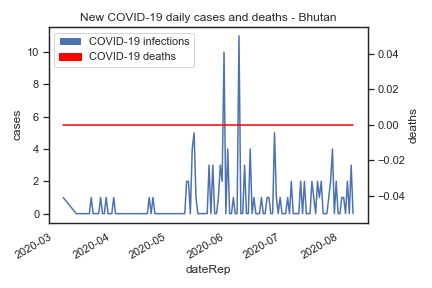 New COVID-19 daily cases and deaths - Bhutan
COVID-19 infections
COVID-19 deaths
10
8
6
4
2
0
cases
0.04
0.02
0.00
−0.02
−0.04
deaths
2020-03
2020-04
2020-05
2020-06
2020-07
2020-08
dateRep